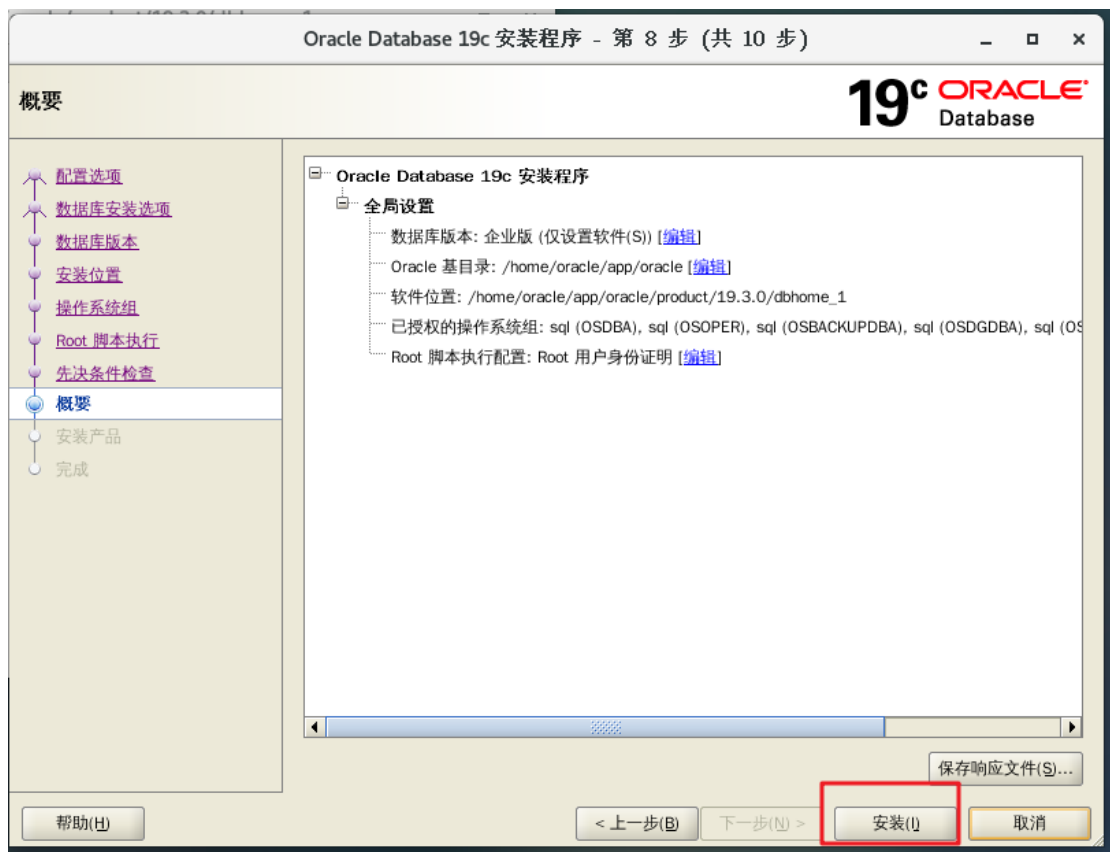 Oracle Database 19c 安装程序 - 第 8 步 (共 10 步)
概要
19c ORACLE
Database
配置选项
数据库安装选项
数据库版本
安装位置
操作系统组
Root 脚本执行
先决条件检查
概要
安装产品
完成
Oracle Database 19c 安装程序
全局设置
数据库版本: 企业版 (仅设置软件(S)) [编辑]
Oracle 基目录: /home/oracle/app/oracle [编辑]
软件位置: /home/oracle/app/oracle/product/19.3.0/dbhome_1
已授权的操作系统组: sql (OSDBA), sql (OSOPER), sql (OSBACKUPDBA), sql (OSDGDBA), sql
Root 脚本执行配置: Root 用户身份证明 [编辑]
保存响应文件(S)...
帮助(H)
< 上一步(B)
下一步(N) >
安装(I)
取消